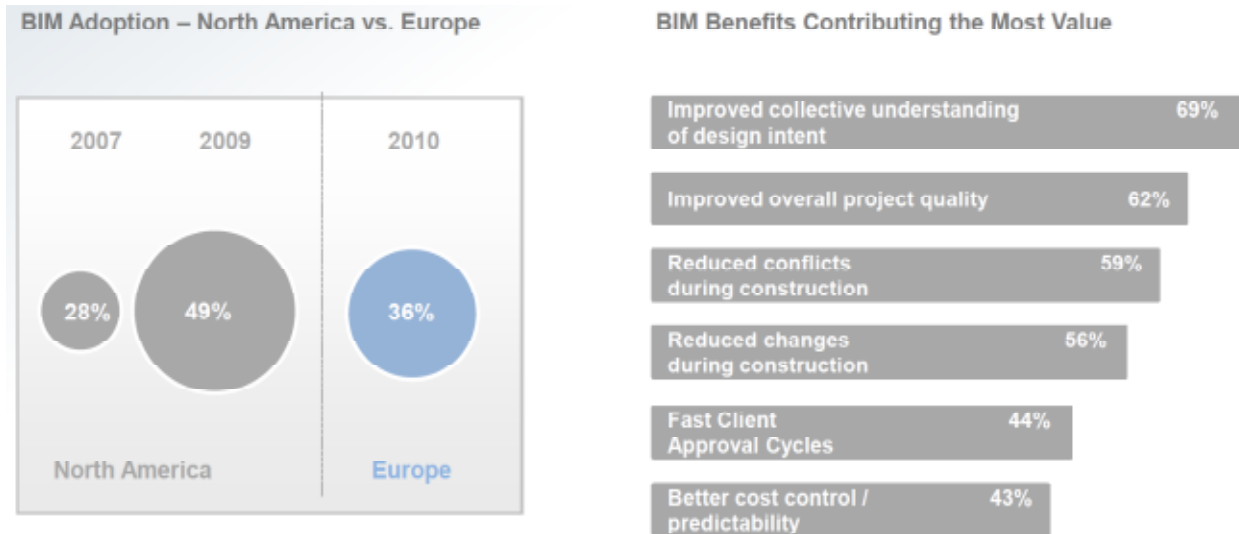 BIM Adoption – North America vs. Europe
2007
2009
2010
28%
49%
36%
North America
Europe
BIM Benefits Contributing the Most Value
Improved collective understanding
of design intent
69%
Improved overall project quality
62%
Reduced conflicts
during construction
59%
Reduced changes
during construction
56%
Fast Client
Approval Cycles
44%
Better cost control /
predictability
43%